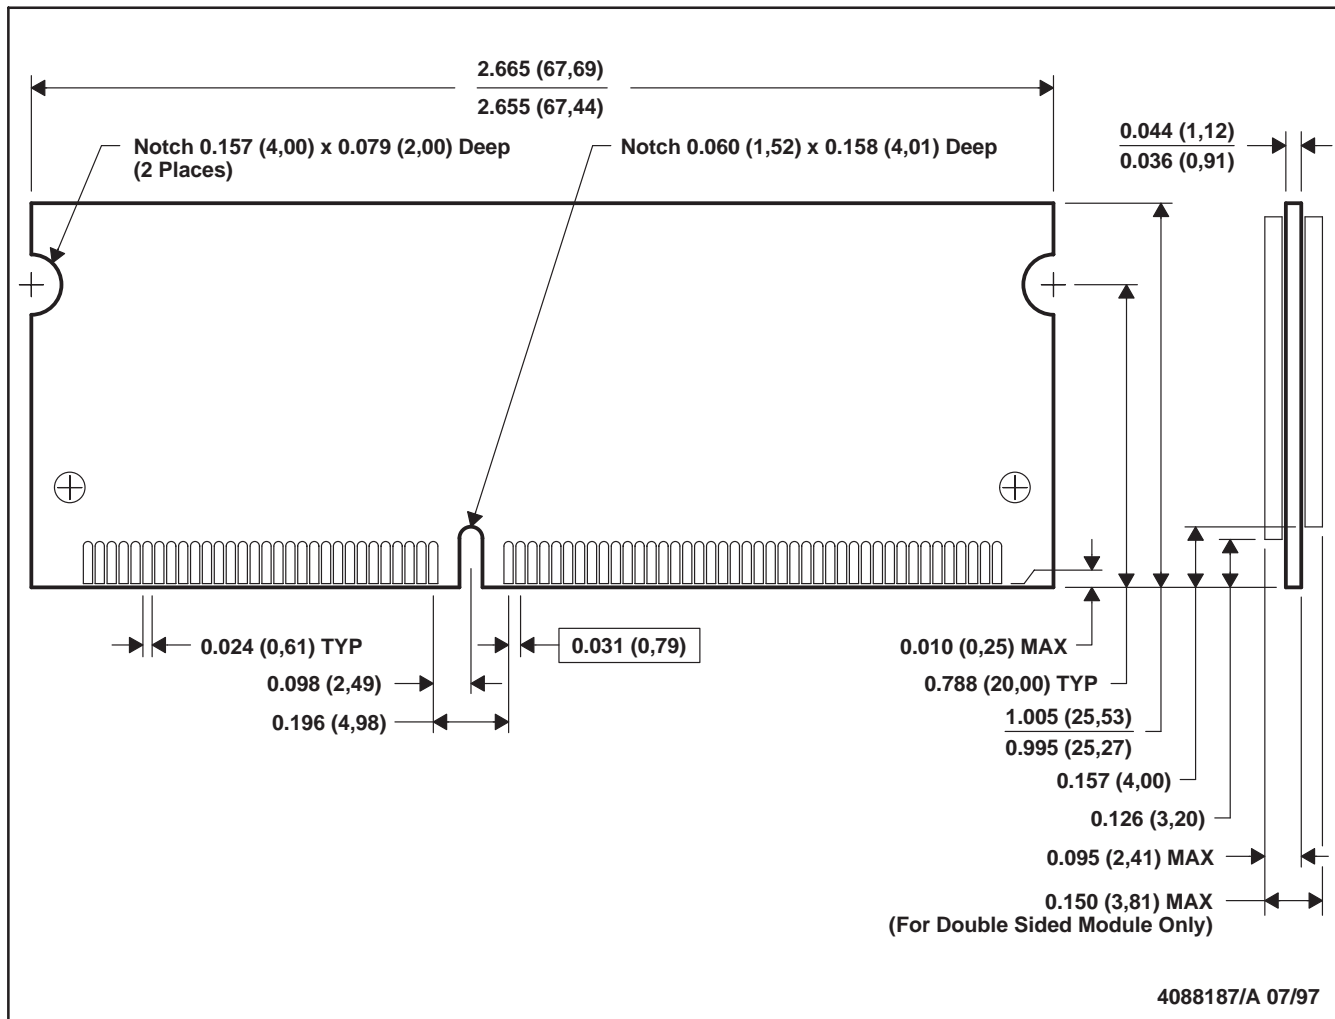 2.665 (67,69)
2.655 (67,44)
Notch 0.157 (4,00) x 0.079 (2,00) Deep
(2 Places)
Notch 0.060 (1,52) x 0.158 (4,01) Deep
0.044 (1,12)
0.036 (0,91)
0.024 (0,61) TYP
0.031 (0,79)
0.010 (0,25) MAX
0.098 (2,49)
0.788 (20,00) TYP
0.196 (4,98)
1.005 (25,53)
0.995 (25,27)
0.157 (4,00)
0.126 (3,20)
0.095 (2,41) MAX
0.150 (3,81) MAX
(For Double Sided Module Only)
4088187/A 07/97